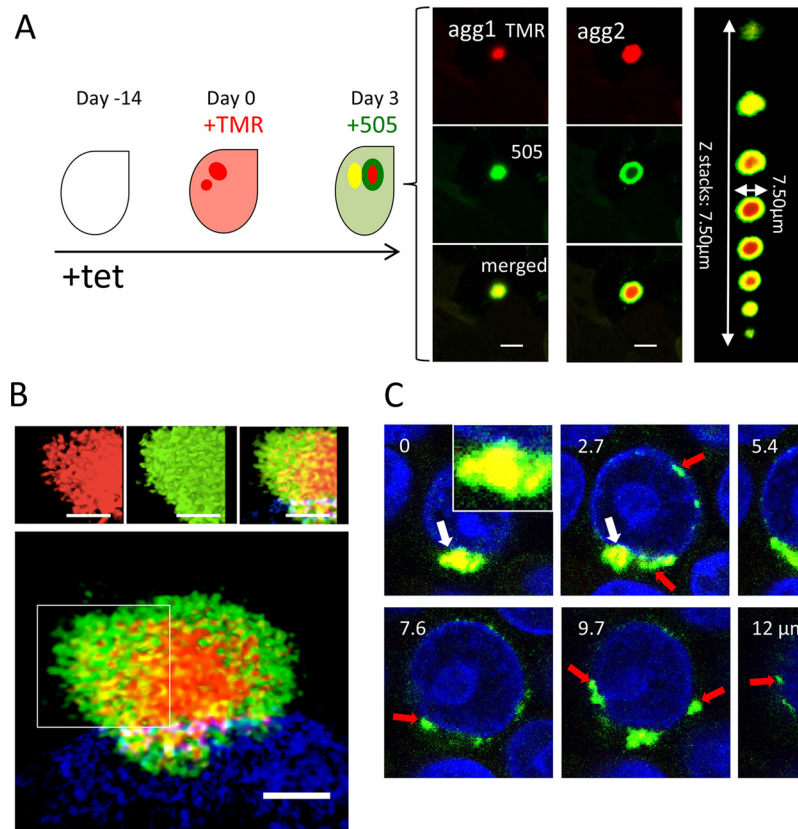 A
Day -14
Day 0
+TMR
Day 3
+505
+tet
agg1 TMR
505
merged
agg2
Z stacks: 7.50µm
7.50µm
B
C
0
2.7
5.4
7.6
9.7
12 µm